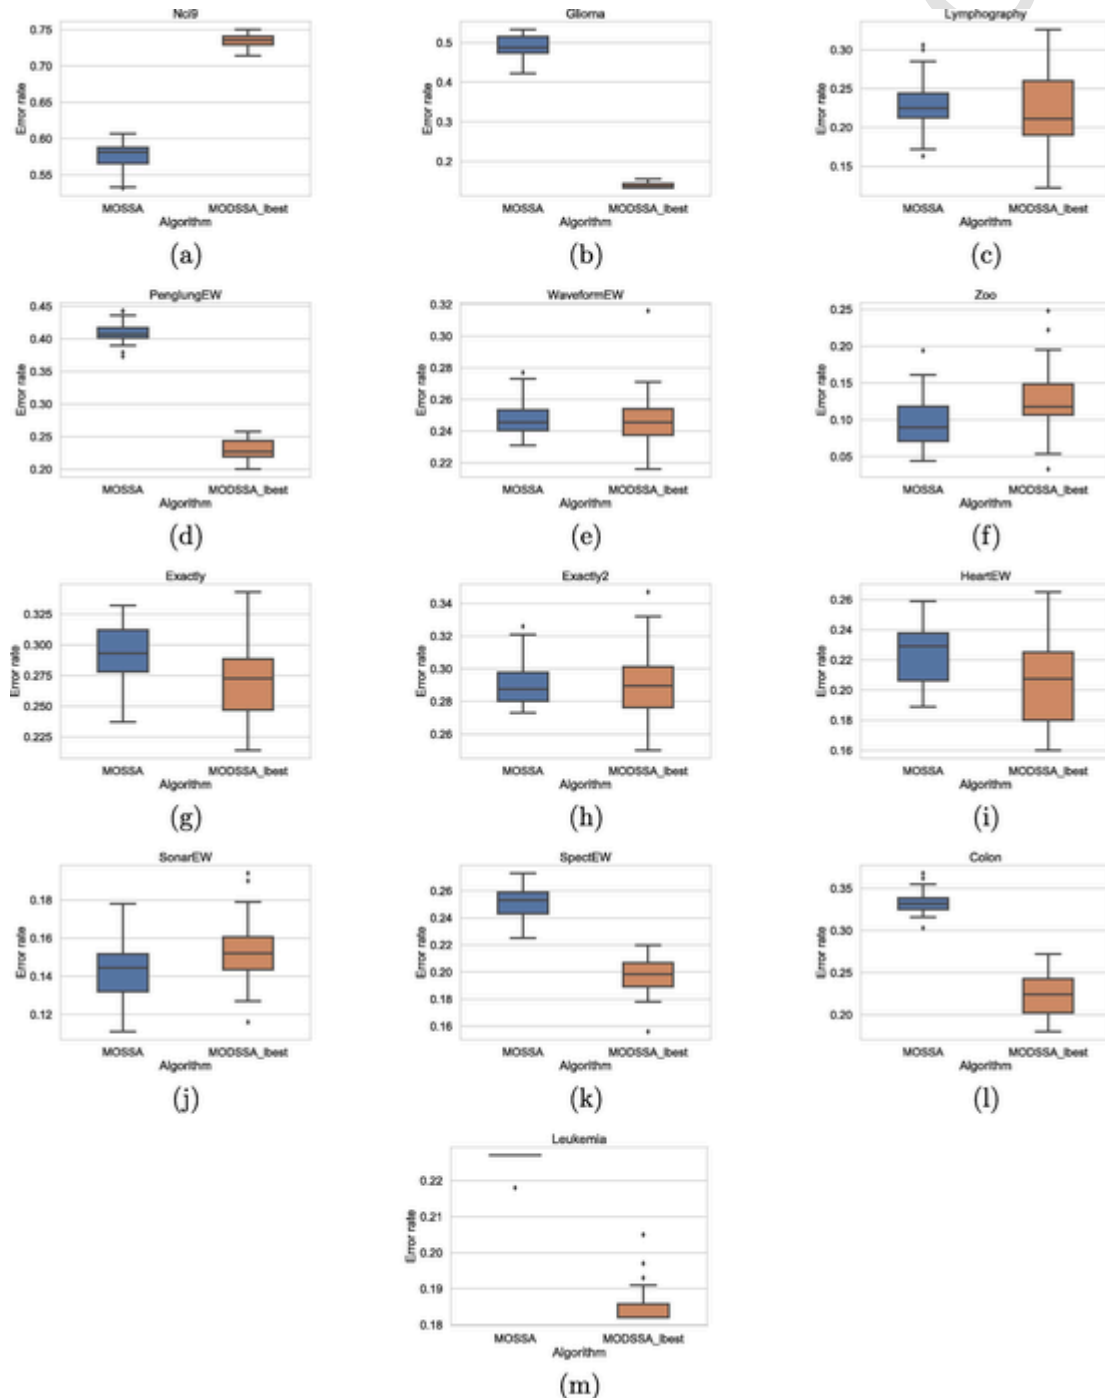 Nci9
Error rate
0.75
0.70
0.65
0.60
0.55
MOSSA MODSSA_lbest
Algorithm
(a)
Glioma
Error rate
0.5
0.4
0.3
0.2
MOSSA MODSSA_lbest
Algorithm
(b)
Lymphography
Error rate
0.30
0.25
0.20
0.15
MOSSA MODSSA_lbest
Algorithm
(c)
PenglungEW
Error rate
0.45
0.40
0.35
0.30
0.25
0.20
MOSSA MODSSA_lbest
Algorithm
(d)
WaveformEW
Error rate
0.32
0.30
0.28
0.26
0.24
0.22
MOSSA MODSSA_lbest
Algorithm
(e)
Zoo
Error rate
0.25
0.20
0.15
0.10
0.05
MOSSA MODSSA_lbest
Algorithm
(f)
Exactly
Error rate
0.325
0.300
0.275
0.250
0.225
MOSSA MODSSA_lbest
Algorithm
(g)
Exactly2
Error rate
0.34
0.32
0.30
0.28
0.26
MOSSA MODSSA_lbest
Algorithm
(h)
HeartEW
Error rate
0.26
0.24
0.22
0.20
0.18
0.16
MOSSA MODSSA_lbest
Algorithm
(i)
SonarEW
Error rate
0.18
0.16
0.14
0.12
MOSSA MODSSA_lbest
Algorithm
(j)
SpectEW
Error rate
0.26
0.24
0.22
0.20
0.18
0.16
MOSSA MODSSA_lbest
Algorithm
(k)
Colon
Error rate
0.35
0.30
0.25
0.20
MOSSA MODSSA_lbest
Algorithm
(l)
Leukemia
Error rate
0.22
0.21
0.20
0.19
0.18
MOSSA MODSSA_lbest
Algorithm
(m)